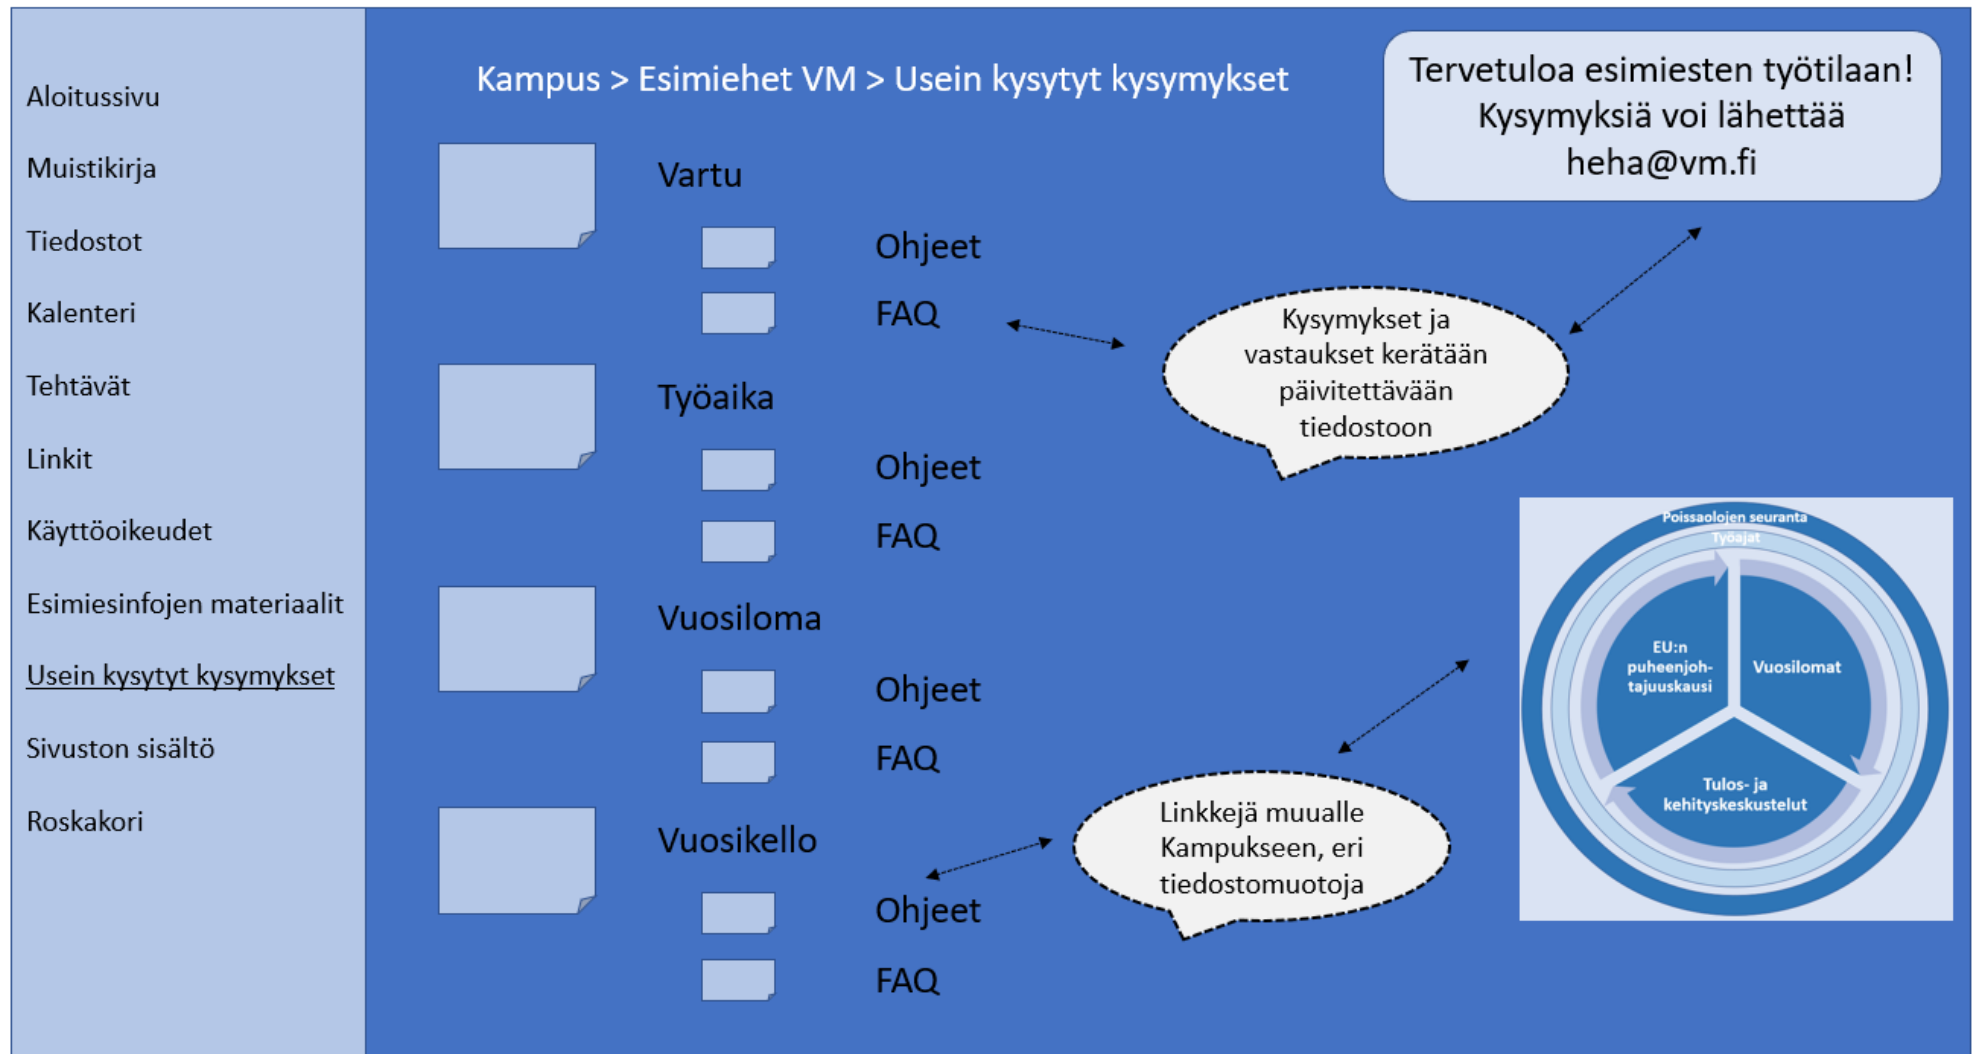 Aloitussivu
Muistikirja
Tiedostot
Kalenteri
Tehtävät
Linkit
Käyttöoikeudet
Esimiesinfojen materiaalit
Usein kysytyt kysymykset
Sivuston sisältö
Roskakori
Kampus > Esimiehet VM > Usein kysytyt kysymykset
Tervetuloa esimiesten työtilaan!
Kysymyksiä voi lähettää
heha@vm.fi
Vartu
Ohjeet
FAQ
Työaika
Ohjeet
FAQ
Vuosiloma
Ohjeet
FAQ
Vuosikello
Ohjeet
FAQ
Kysymykset ja
vastaukset kerätään
päivitettävään
tiedostoon
Linkkejä muualle
Kampukseen, eri
tiedostomuotoja
Poissaolojen seuranta
Työajat
EU:n
puheenjoh-
tajuuskausi
Vuosilomat
Tulos- ja
kehityskeskustelut